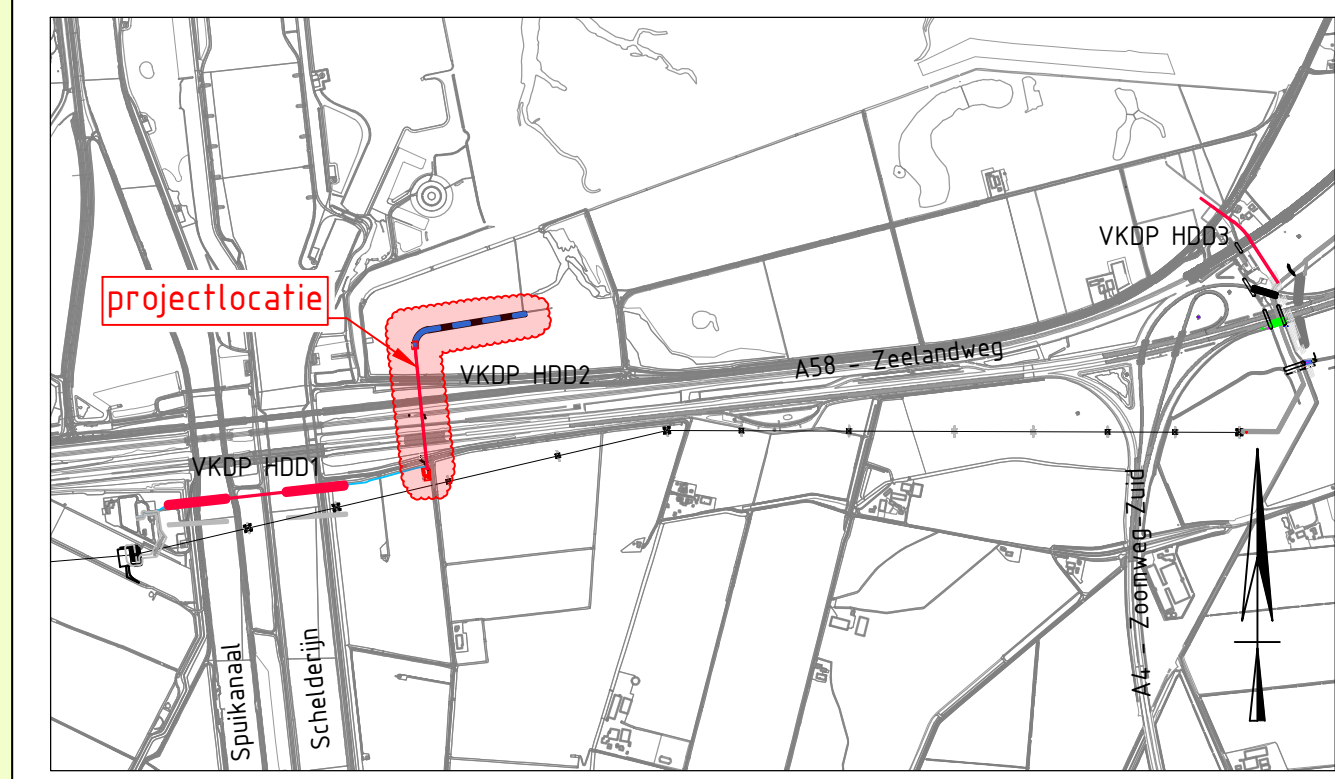 VKDP HDD3
projectlocatie
A58 - Zeelandweg
VKDP HDD2
VKDP HDD1
Spuikanaal
Schelderijn
A4 - Zoomweg-Zuid